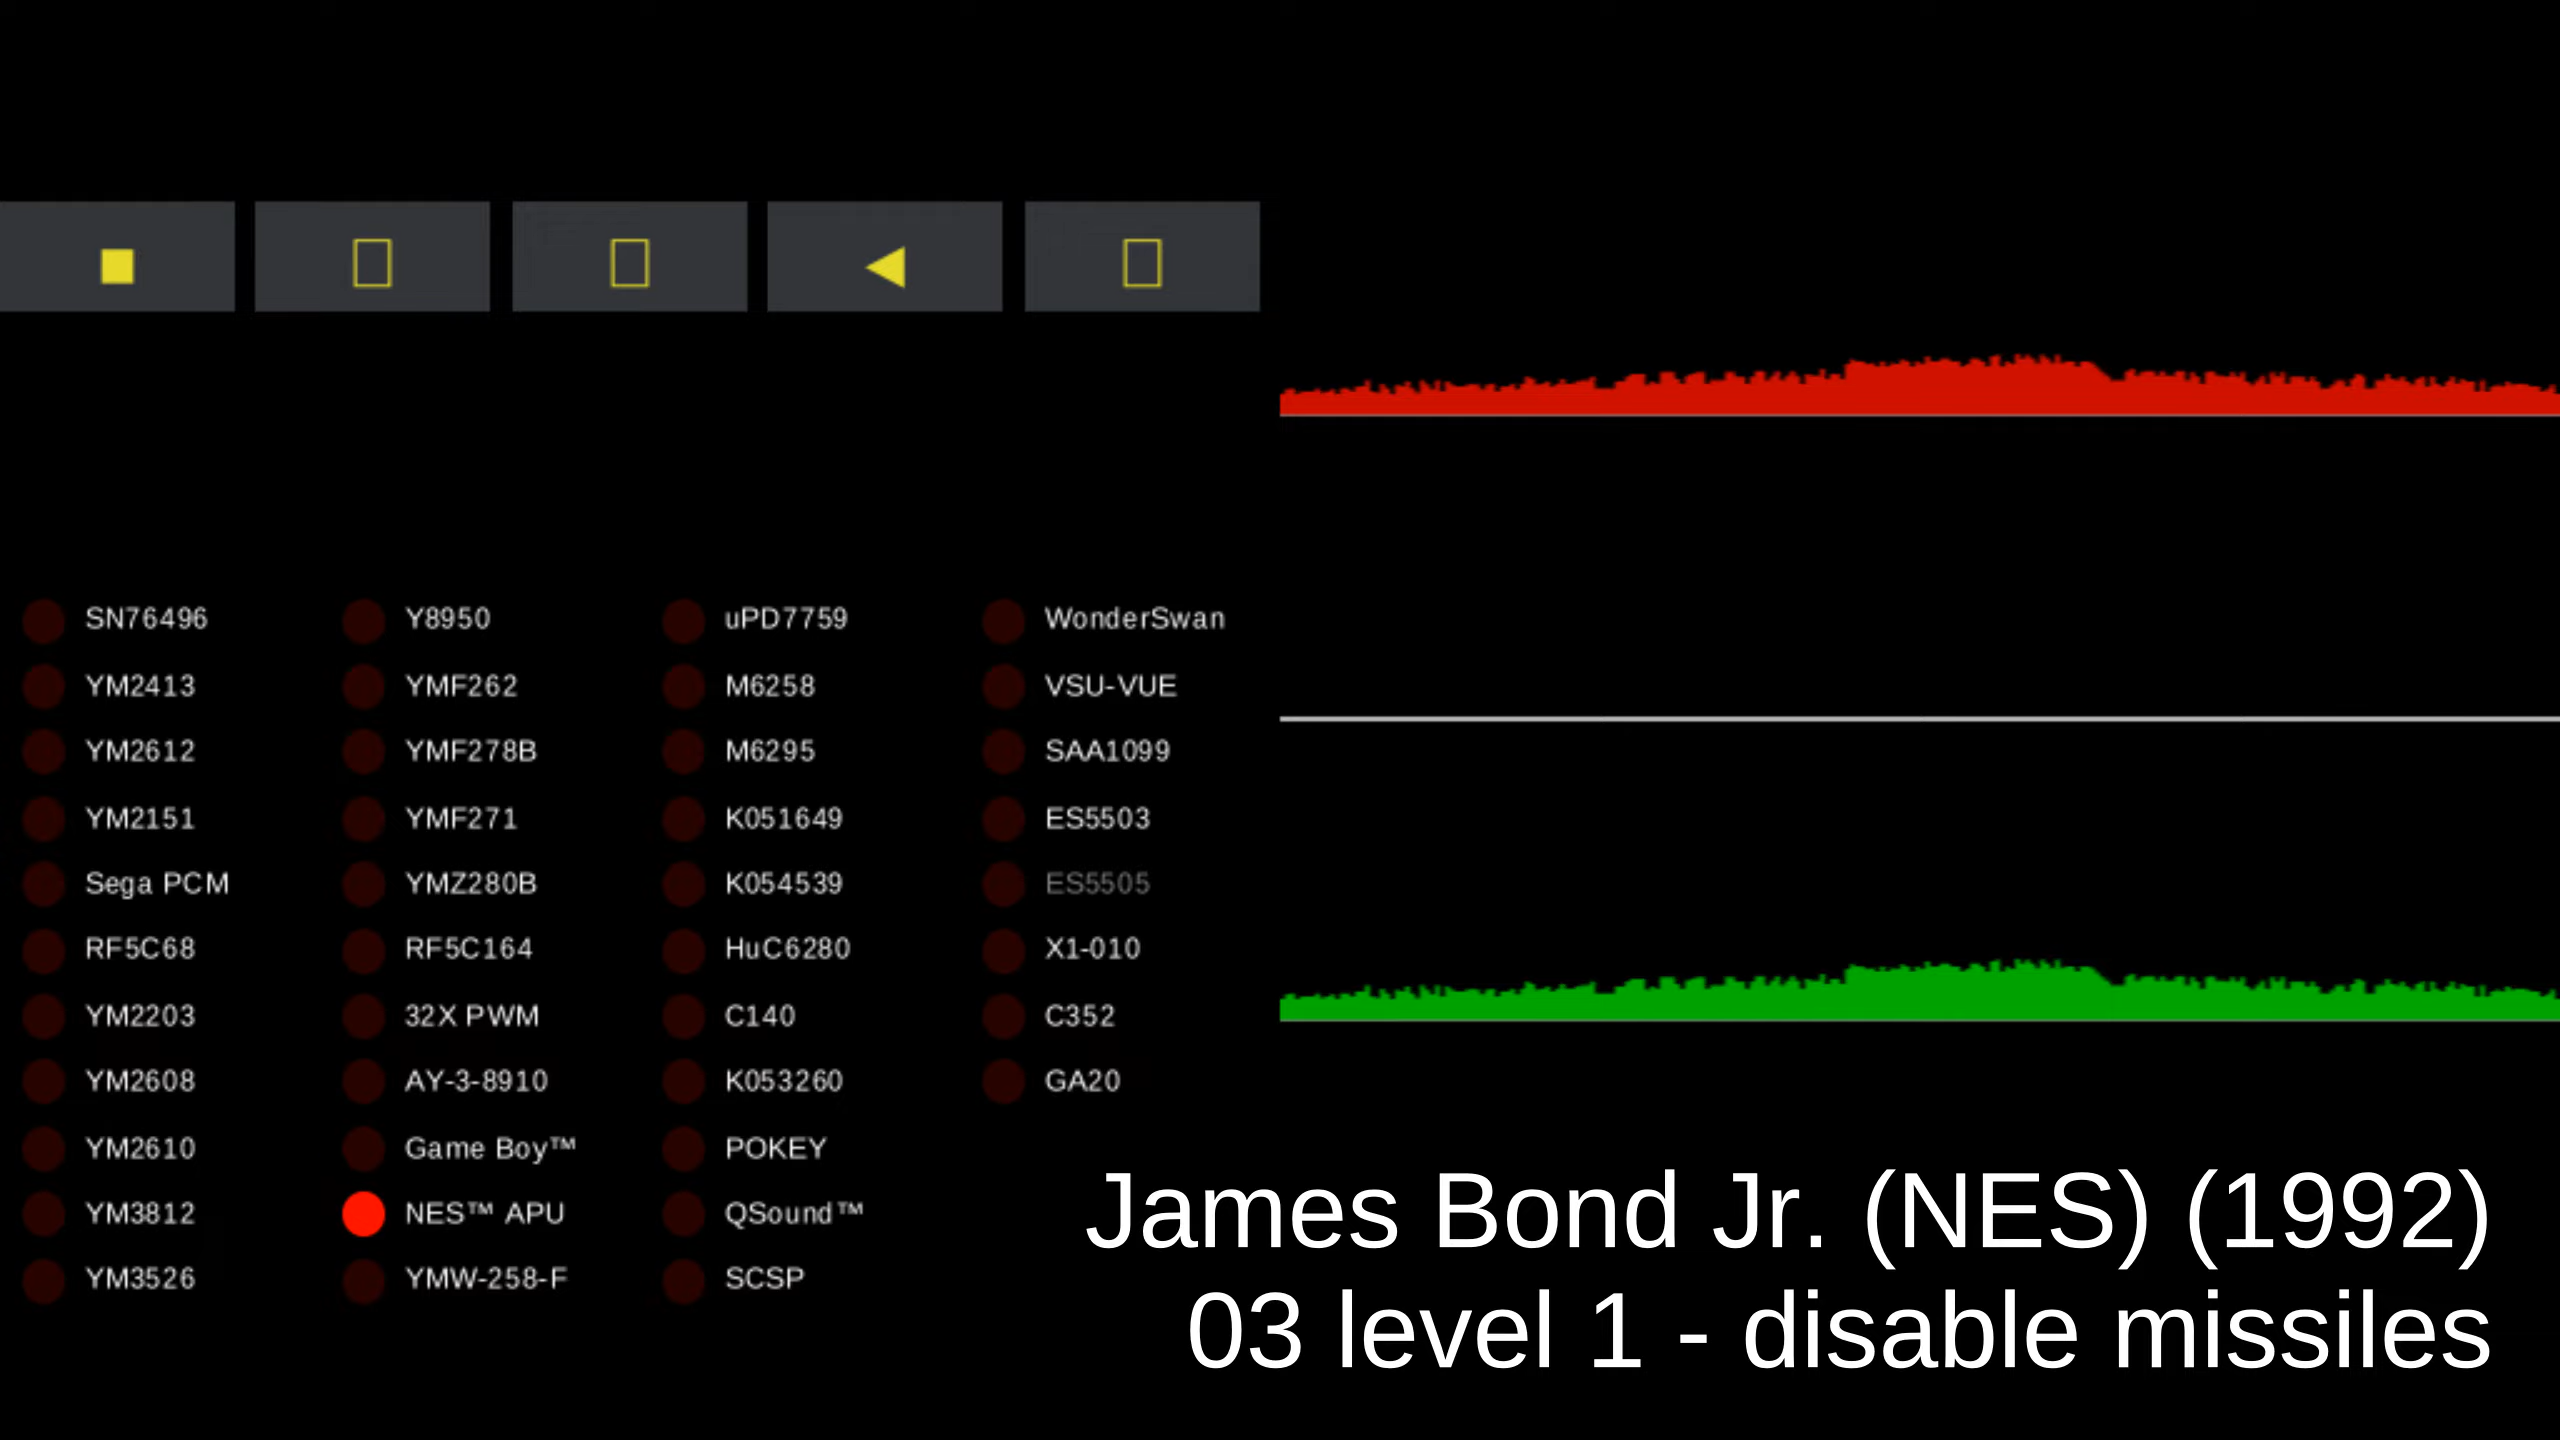 SN76496
YM2413
YM2612
YM2151
Sega PCM
RF5C68
YM2203
YM2608
YM2610
YM3812
YM3526
Y8950
YMF262
YMF278B
YMF271
YMZ280B
RF5C164
32X PWM
AY-3-8910
Game Boy™
NES™ APU
YMW-258-F
uPD7759
M6258
M6295
K051649
K054539
HuC6280
C140
K053260
POKEY
QSound™
SCSP
WonderSwan
VSU-VUE
SAA1099
ES5503
ES5505
X1-010
C352
GA20
James Bond Jr. (NES) (1992)
03 level 1 - disable missiles